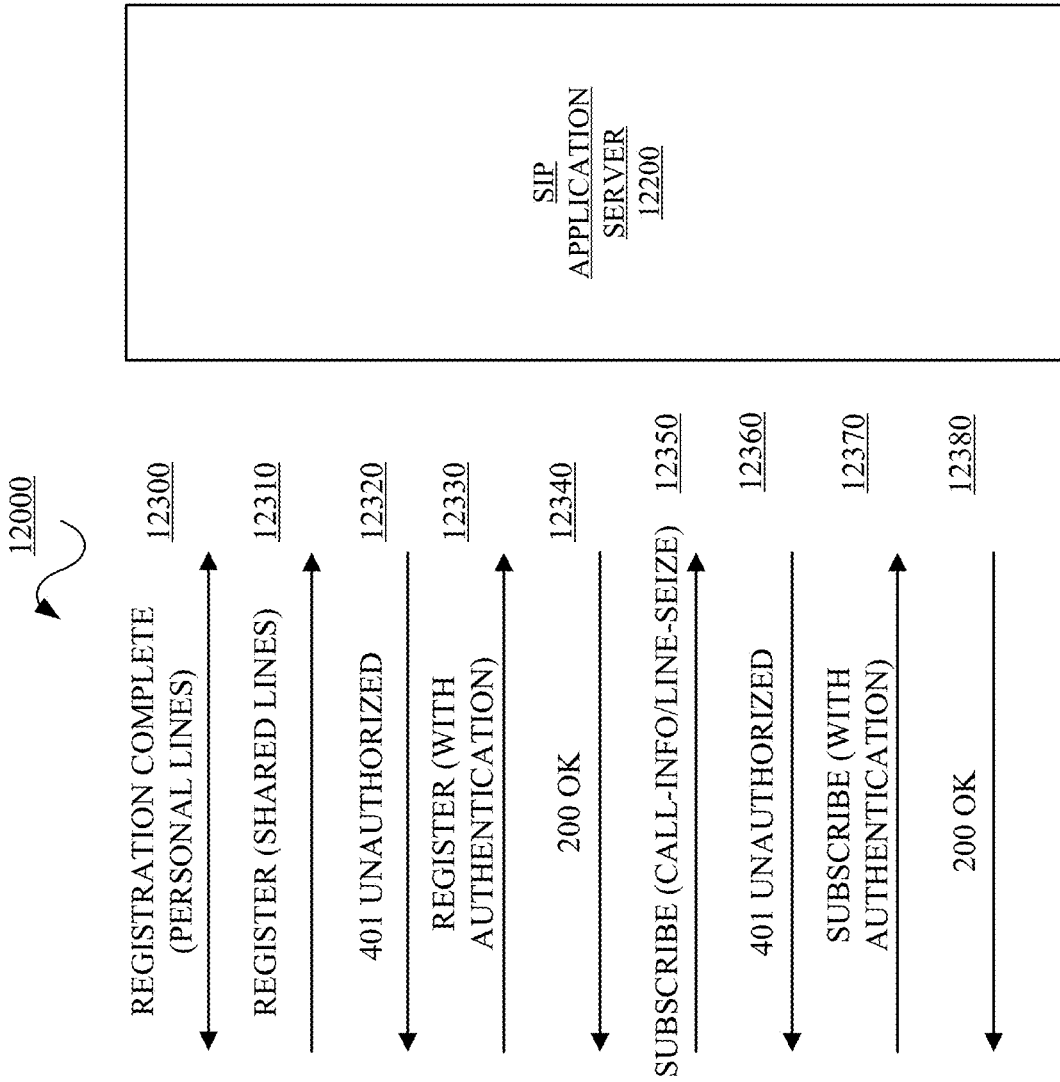 12000
REGISTRATION COMPLETE
(PERSONAL LINES)
12300
REGISTER (SHARED LINES)
12310
401 UNAUTHORIZED
12320
REGISTER (WITH
AUTHENTICATION)
12330
200 OK
12340
SUBSCRIBE (CALL-INFO/LINE-SEIZE)
12350
401 UNAUTHORIZED
12360
SUBSCRIBE (WITH
AUTHENTICATION)
12370
200 OK
12380
SIP
APPLICATION
SERVER
12200